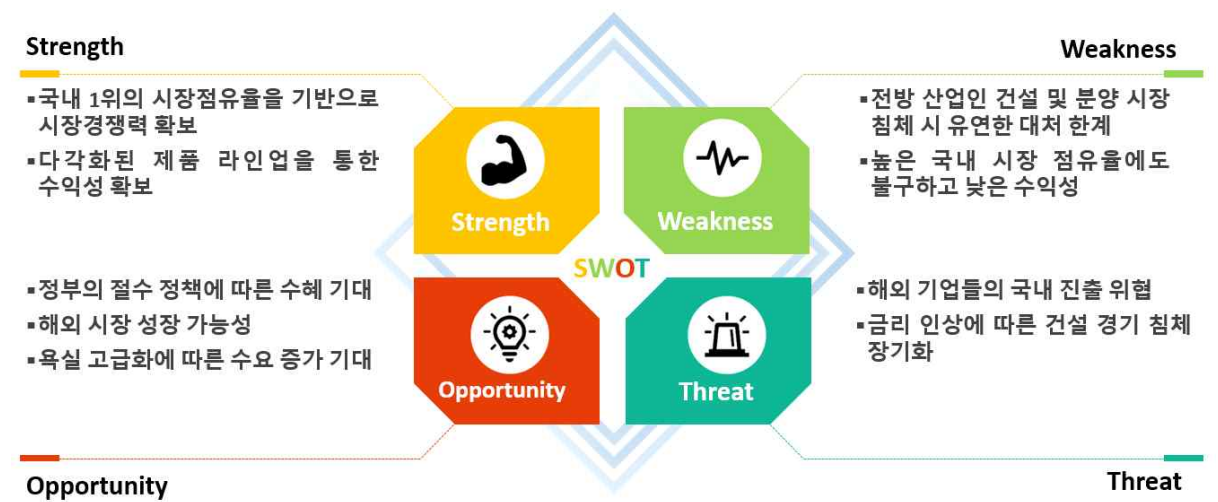 Strength
▪국내 1위의 시장점유율을 기반으로
시장경쟁력 확보
▪다각화된 제품 라인업을 통한
수익성 확보
Weakness
▪전방 산업인 건설 및 분양 시장
침체 시 유연한 대처 한계
▪높은 국내 시장 점유율에도
불구하고 낮은 수익성
Strength
Weakness
SWOT
Opportunity
Threat
▪정부의 절수 정책에 따른 수혜 기대
▪해외 시장 성장 가능성
▪욕실 고급화에 따른 수요 증가 기대
Opportunity
▪해외 기업들의 국내 진출 위협
▪금리 인상에 따른 건설 경기 침체
장기화
Threat